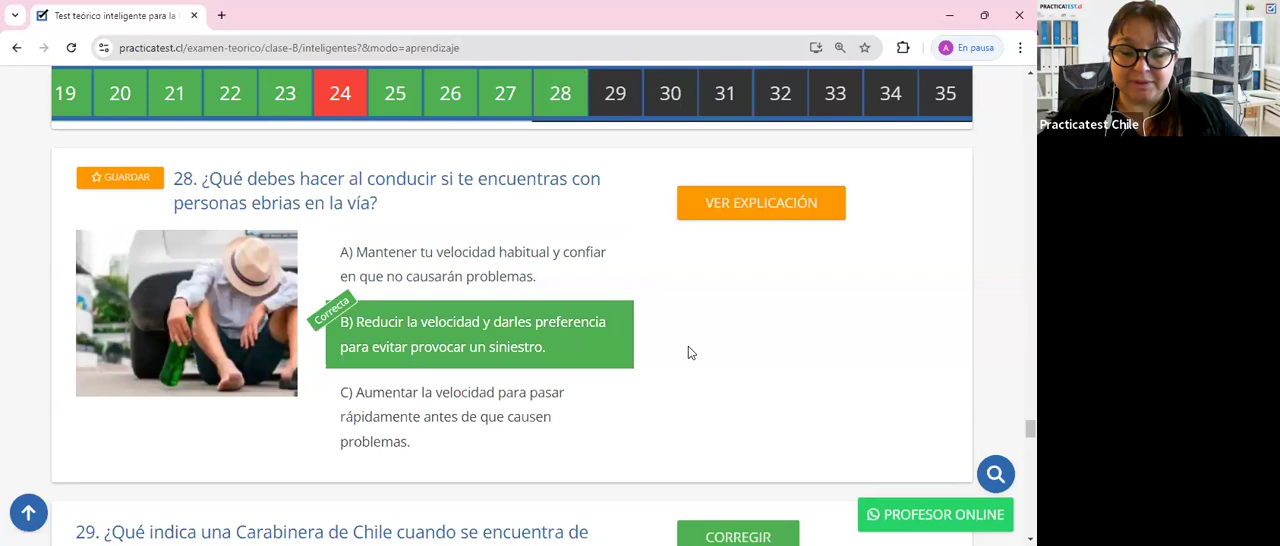 Test teórico inteligente para la
practicatest.cl/examen-teorico/clase-B/inteligentes?&modo=aprendizaje
A
En pausa
PRACTICATEST.cl
Practicatest Chile
19 20 21 22 23 24 25 26 27 28 29 30 31 32 33 34 35
GUARDAR
28. ¿Qué debes hacer al conducir si te encuentras con
personas ebrias en la vía?
VER EXPLICACIÓN
A) Mantener tu velocidad habitual y confiar
en que no causarán problemas.
Correcta
B) Reducir la velocidad y darles preferencia
para evitar provocar un siniestro.
C) Aumentar la velocidad para pasar
rápidamente antes de que causen
problemas.
PROFESOR ONLINE
29. ¿Qué indica una Carabinera de Chile cuando se encuentra de
CORREGIR